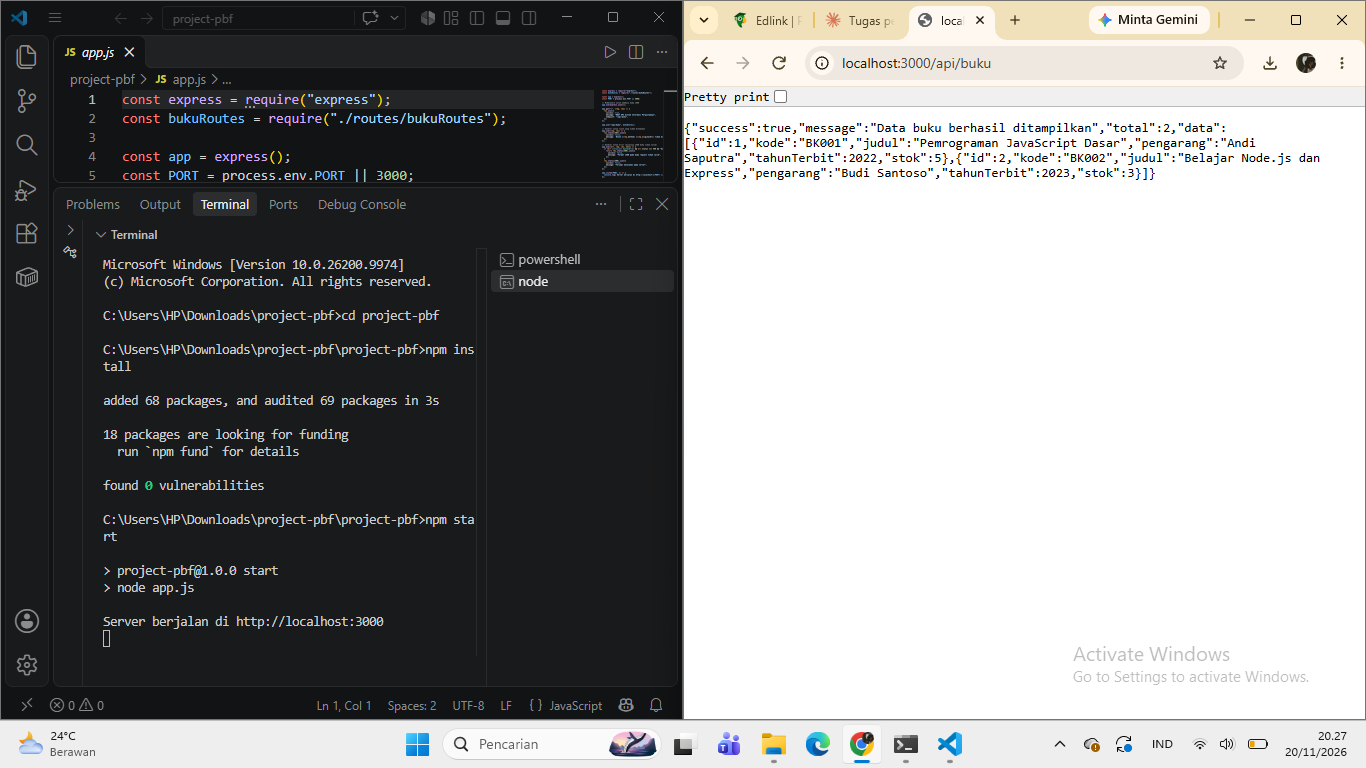 project-pbf
JS app.js
project-pbf > JS app.js > ...
1 const express = require("express");
2 const bukuRoutes = require("./routes/bukuRoutes");
3
4 const app = express();
5 const PORT = process.env.PORT || 3000;
Problems Output Terminal Ports Debug Console
Terminal
Microsoft Windows [Version 10.0.26200.9974]
(c) Microsoft Corporation. All rights reserved.
C:\Users\HP\Downloads\project-pbf>cd project-pbf
C:\Users\HP\Downloads\project-pbf\project-pbf>npm ins
tall
added 68 packages, and audited 69 packages in 3s
18 packages are looking for funding
run `npm fund` for details
found 0 vulnerabilities
C:\Users\HP\Downloads\project-pbf\project-pbf>npm sta
rt
> project-pbf@1.0.0 start
> node app.js
Server berjalan di http://localhost:3000
powershell
node
0 0 Ln 1, Col 1 Spaces: 2 UTF-8 LF { } JavaScript
Edlink | Tugas pe loca Minta Gemini
localhost:3000/api/buku
Pretty print
{"success":true,"message":"Data buku berhasil ditampilkan","total":2,"data":
[{"id":1,"kode":"BK001","judul":"Pemrograman JavaScript Dasar","pengarang":"Andi
Saputra","tahunTerbit":2022,"stok":5},{"id":2,"kode":"BK002","judul":"Belajar Node.js dan
Express","pengarang":"Budi Santoso","tahunTerbit":2023,"stok":3}]}
Activate Windows
Go to Settings to activate Windows.
24°C
Berawan
Pencarian
IND
20.27
20/11/2026